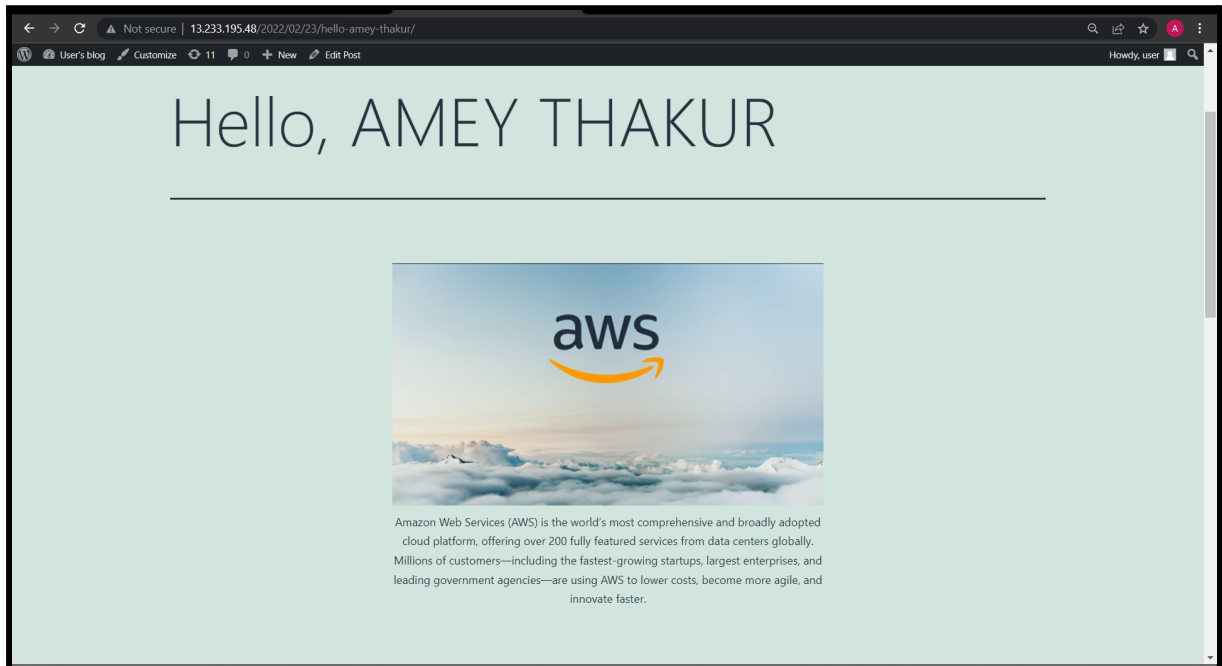 Not secure | 13.233.195.48/2022/02/23/hello-amey-thakur/
A
User's blog Customize 11 0 + New Edit Post Howdy, user
Hello, AMEY THAKUR
aws
Amazon Web Services (AWS) is the world's most comprehensive and broadly adopted
cloud platform, offering over 200 fully featured services from data centers globally.
Millions of customers—including the fastest-growing startups, largest enterprises, and
leading government agencies—are using AWS to lower costs, become more agile, and
innovate faster.